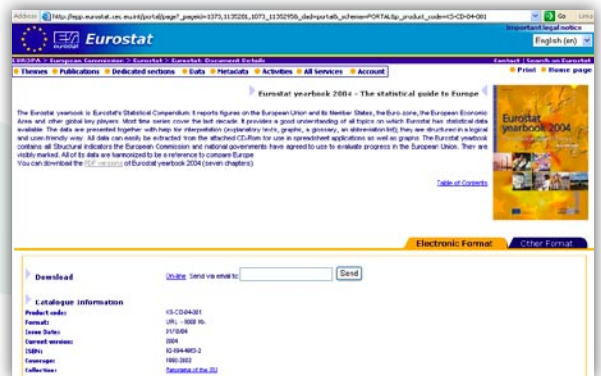 Address http://epp.eurostat.cec.eu.int/portal/page?_pageid=1073,1135281,1073_1135295&_dad=portal&_schema=PORTAL&p_product_code=KS-CD-04-001 Go Links
Important legal notice
Eurostat English (en)
EUROPA > European Commission > Eurostat > Eurostat: Document Details Contact | Search on Eurostat
Themes Publications Dedicated sections Data Metadata Activities All Services Account Print Home page
Eurostat yearbook 2004 - The statistical guide to Europe
The Eurostat yearbook is Eurostat's Statistical Compendium. It reports figures on the European Union and its Member States, the Euro-zone, the European Economic
Area and other global key players. Most time series cover the last decade. It provides a good understanding of all topics on which Eurostat has statistical data
available. The data are presented together with help for interpretation (explanatory texts, graphs, a glossary, an abbreviation list); they are structured in a logical
and user-friendly way. All data can easily be extracted from the attached CD-Rom for use in spreadsheet applications as well as graphs. The Eurostat yearbook
contains all Structural indicators the European Commission and national governments have agreed to use to evaluate progress in the European Union. They are
visibly marked. All of its data are harmonized to be a reference to compare Europe
You can download the PDF versions of Eurostat yearbook 2004 (seven chapters)
Eurostat
yearbook 2004
Table of Contents
Electronic Format Other Format
Download On-line Send via email to: Send
Catalogue Information
Product code: KS-CD-04-001
Format:
Issue Date:
Current version: 2004
ISBN:
Coverage: 1992-2002
Collection: Panorama of the EU